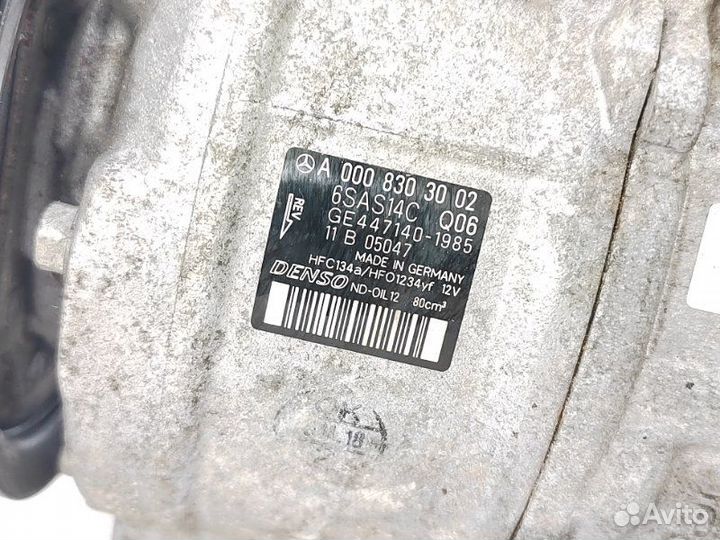 A 000 830 30 02
6SAS14C Q06
REV
GE447140-1985
11 B 05047
MADE IN GERMANY
HFC134a/HFO1234yf 12V
DENSO ND-OIL12 80cm³
18
Avito